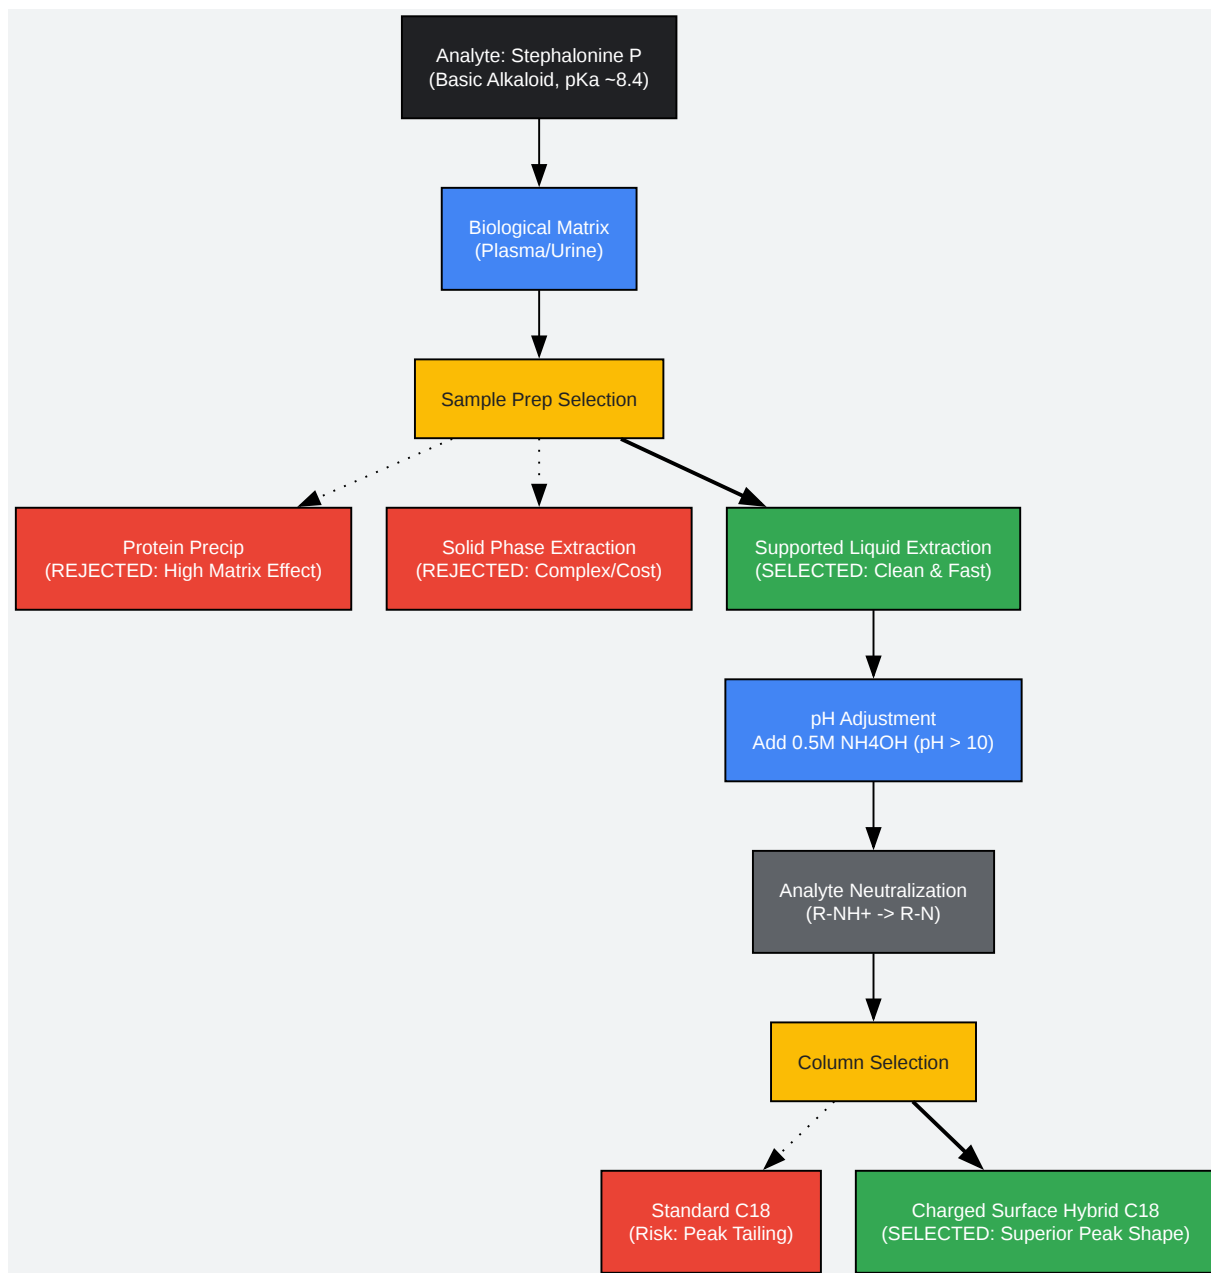 Analyte: Stephalonine P
(Basic Alkaloid, pKa ~8.4)
Biological Matrix
(Plasma/Urine)
Sample Prep Selection
Protein Precip
(REJECTED: High Matrix Effect)
Solid Phase Extraction
(REJECTED: Complex/Cost)
Supported Liquid Extraction
(SELECTED: Clean & Fast)
pH Adjustment
Add 0.5M NH4OH (pH > 10)
Analyte Neutralization
(R-NH+ -> R-N)
Column Selection
Standard C18
(Risk: Peak Tailing)
Charged Surface Hybrid C18
(SELECTED: Superior Peak Shape)